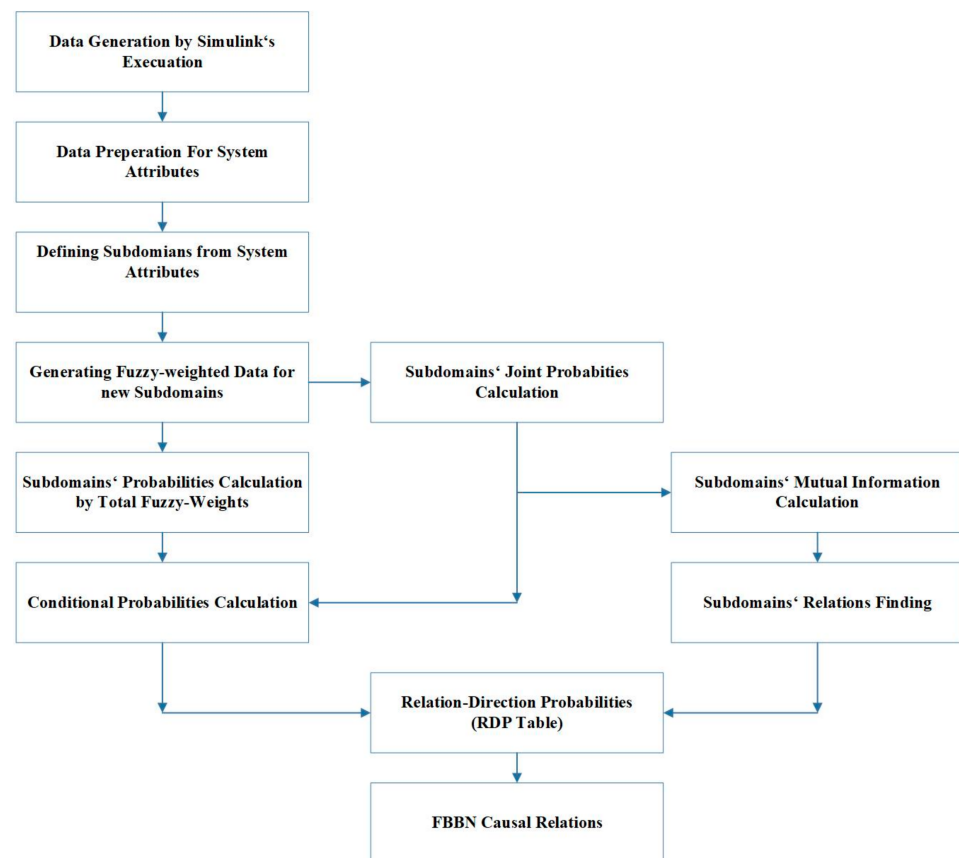 Data Generation by Simulink‘s
Execuation
Data Preperation For System
Attributes
Defining Subdomians from System
Attributes
Generating Fuzzy-weighted Data for
new Subdomains
Subdomains‘ Joint Probabities
Calculation
Subdomains‘ Probabilities Calculation
by Total Fuzzy-Weights
Subdomains‘ Mutual Information
Calculation
Conditional Probabilities Calculation
Subdomains‘ Relations Finding
Relation-Direction Probabilities
(RDP Table)
FBBN Causal Relations